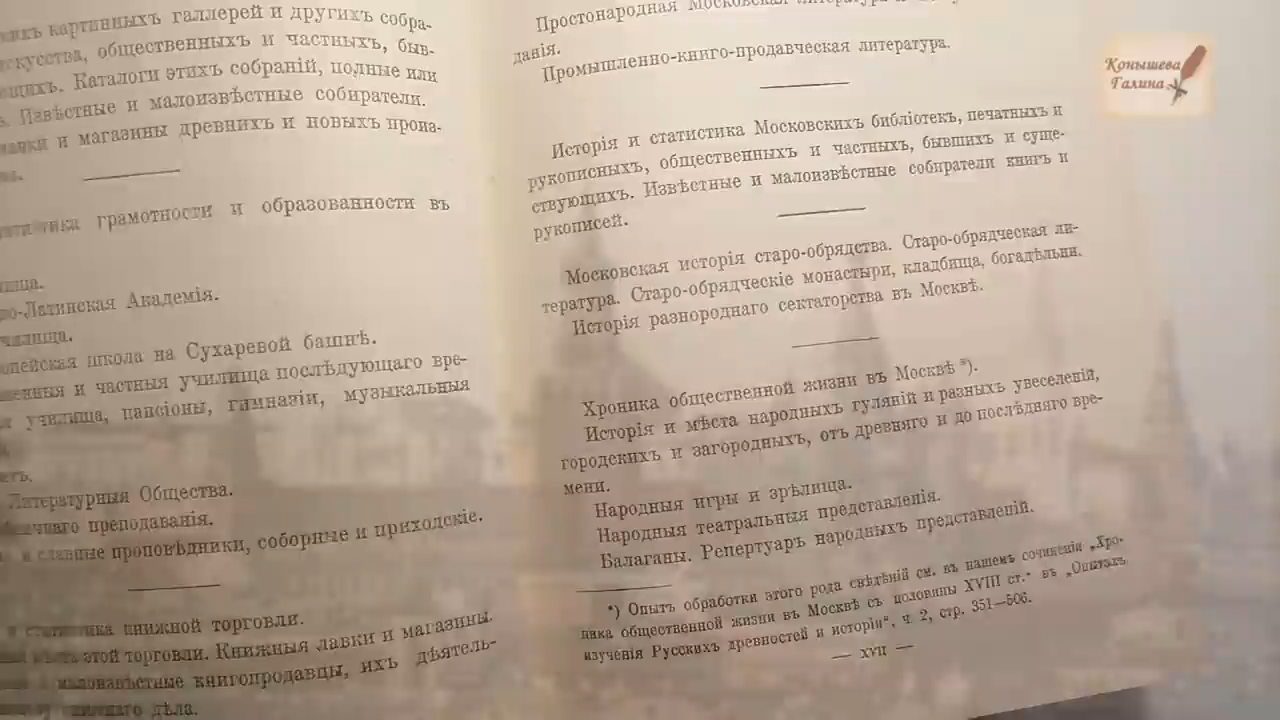 картинныхъ галлерей и другихъ собра-
общественныхъ и частныхъ, быв-
Каталоги этихъ собраній, полные или
Извѣстные и малоизвѣстные собиратели.
и магазины древнихъ и новыхъ произ-
грамотности и образованности въ
Латинская Академія.
школа на Сухаревой башнѣ.
и частныя училища послѣдующаго вре-
училища, пансіоны, гимназіи, музыкальныя
Литературныя Общества.
преподаванія.
и славные проповѣдники, соборные и приходскіе.
книжной торговли.
этой торговли. Книжныя лавки и магазины.
малоизвѣстные книгопродавцы, ихъ дѣятель-
дѣла.
Простонародная Московская литература
данія.
Промышленно-книго-продавческая литература.
Исторія и статистика Московскихъ библіотекъ, печатныхъ и
рукописныхъ, общественныхъ и частныхъ, бывшихъ и суще-
ствующихъ. Извѣстные и малоизвѣстные собиратели книгъ и
рукописей.
Московская исторія старо-обрядства. Старо-обрядческая ли-
тература. Старо-обрядческіе монастыри, кладбища, богадѣльни.
Исторія разнороднаго сектаторства въ Москвѣ.
Хроника общественной жизни въ Москвѣ *).
Исторія и мѣста народныхъ гуляній и разныхъ увеселеній,
городскихъ и загородныхъ, отъ древняго и до послѣдняго вре-
мени.
Народныя игры и зрѣлища.
Народныя театральныя представленія.
Балаганы. Репертуаръ народныхъ представленій.
*) Опытъ обработки этого рода свѣдѣній см. въ нашемъ сочиненіи „Хро-
ника общественной жизни въ Москвѣ съ половины XVIII ст.“ въ „Опытахъ
изученія Русскихъ древностей и исторіи“, ч. 2, стр. 351—506.
— XVII —
Конышева
Галина